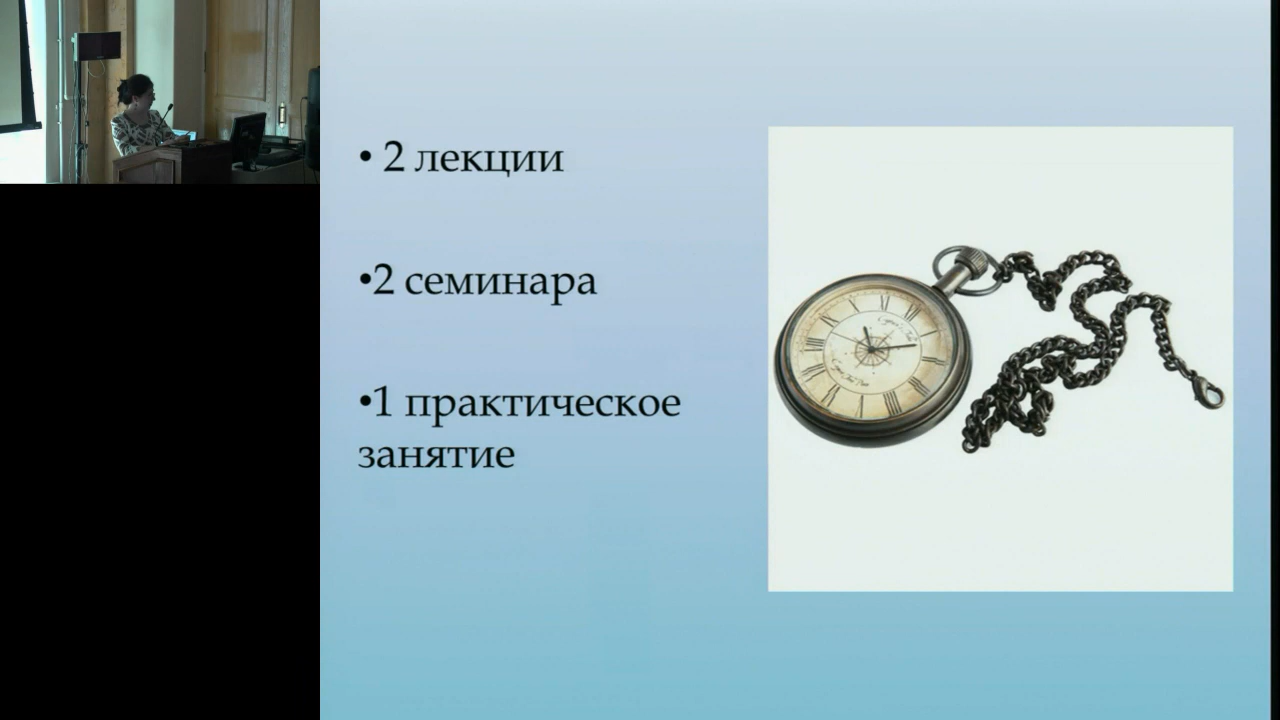 • 2 лекции
•2 семинара
•1 практическое
занятие